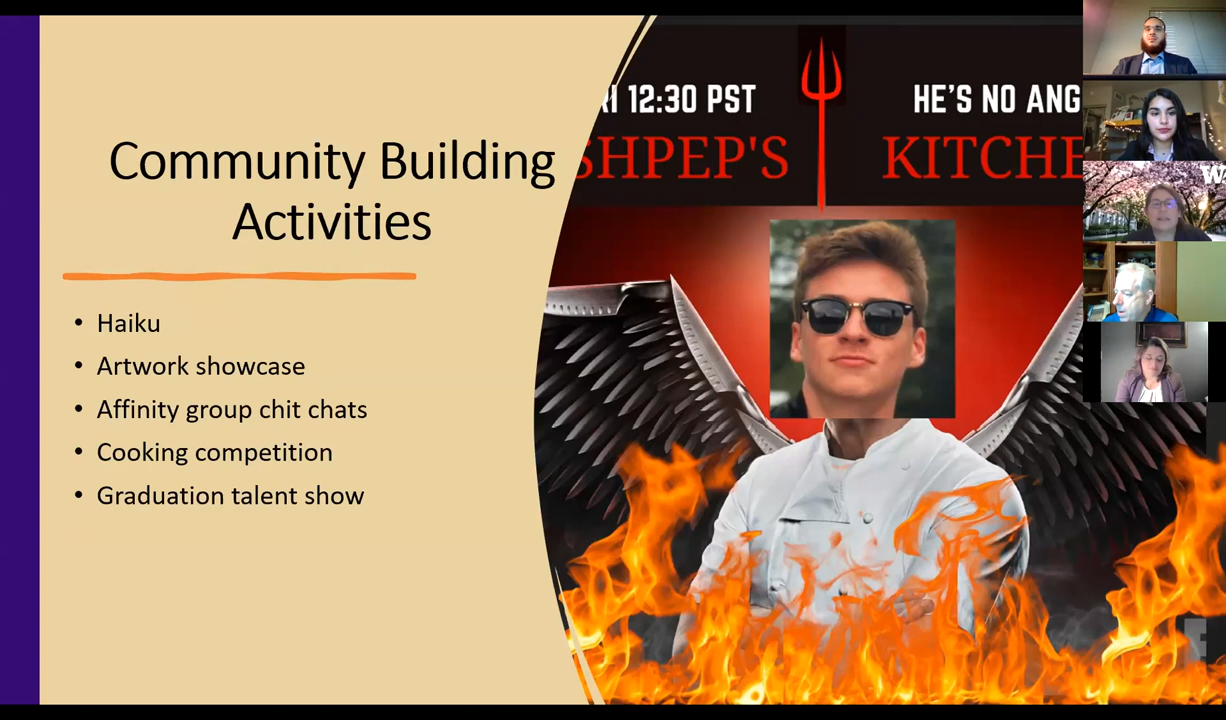 Community Building
Activities
• Haiku
• Artwork showcase
• Affinity group chit chats
• Cooking competition
• Graduation talent show
RI 12:30 PST
HE'S NO ANG
SHPEP'S
KITCHE
W